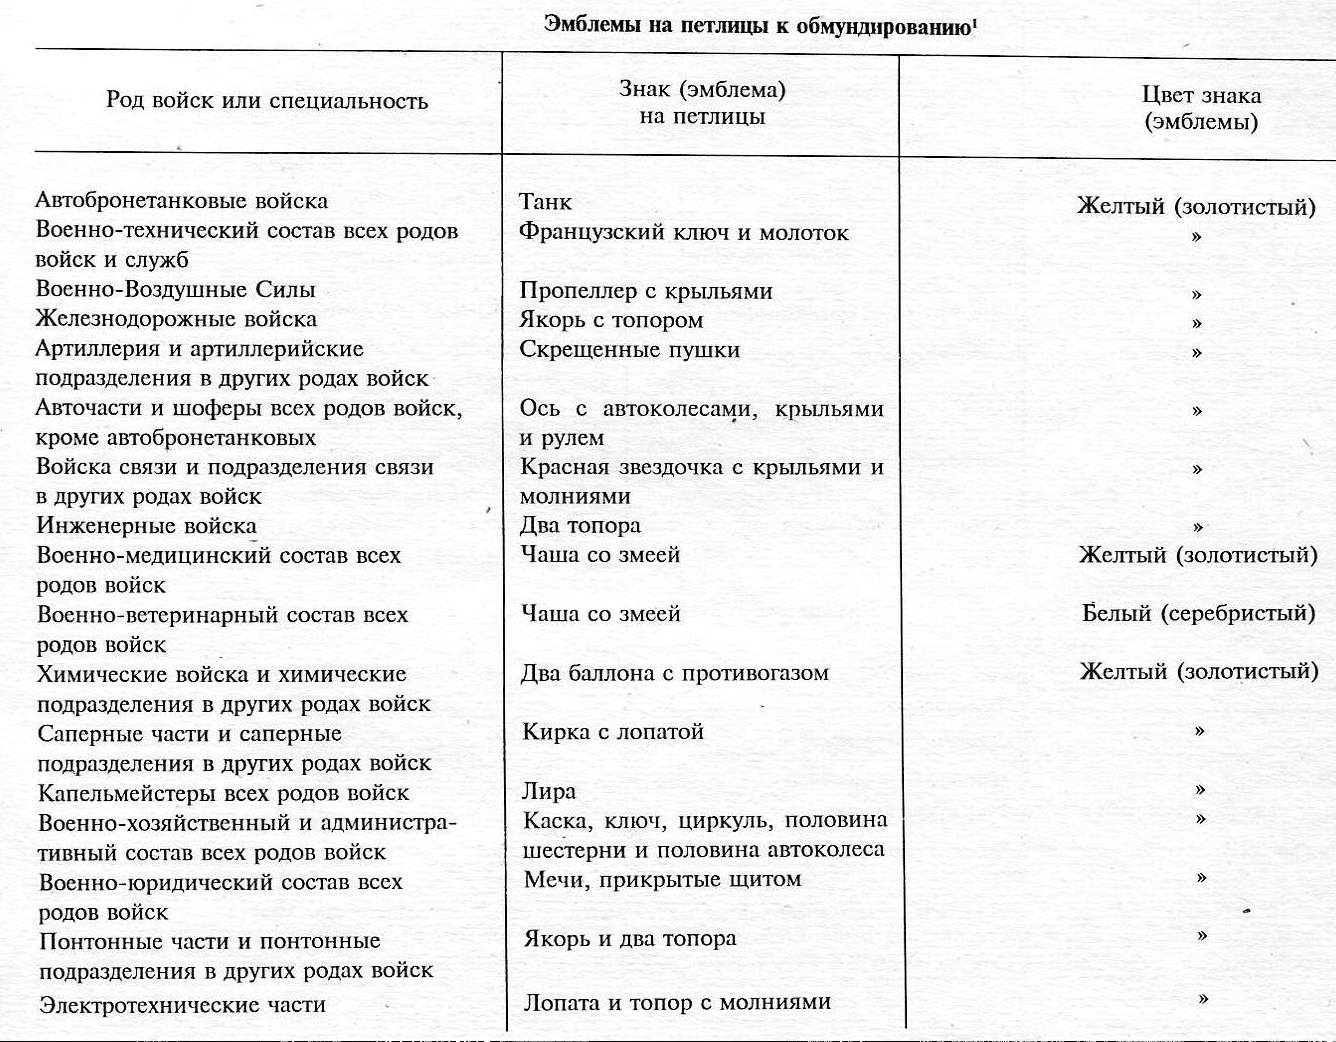 Эмблемы на петлицы к обмундированию¹
Род войск или специальность
Знак (эмблема)
на петлицы
Цвет знака
(эмблемы)
Автобронетанковые войска Танк Желтый (золотистый)
Военно-технический состав всех родов Французский ключ и молоток »
войск и служб
Военно-Воздушные Силы Пропеллер с крыльями »
Железнодорожные войска Якорь с топором »
Артиллерия и артиллерийские Скрещенные пушки »
подразделения в других родах войск
Авточасти и шоферы всех родов войск, Ось с автоколесами, крыльями »
кроме автобронетанковых и рулем
Войска связи и подразделения связи Красная звездочка с крыльями и »
в других родах войск молниями
Инженерные войска Два топора »
Военно-медицинский состав всех Чаша со змеей Желтый (золотистый)
родов войск
Военно-ветеринарный состав всех Чаша со змеей Белый (серебристый)
родов войск
Химические войска и химические Два баллона с противогазом Желтый (золотистый)
подразделения в других родах войск
Саперные части и саперные Кирка с лопатой »
подразделения в других родах войск
Капельмейстеры всех родов войск Лира »
Военно-хозяйственный и администра- Каска, ключ, циркуль, половина »
тивный состав всех родов войск шестерни и половина автоколеса
Военно-юридический состав всех Мечи, прикрытые щитом »
родов войск
Понтонные части и понтонные Якорь и два топора »
подразделения в других родах войск
Электротехнические части Лопата и топор с молниями »